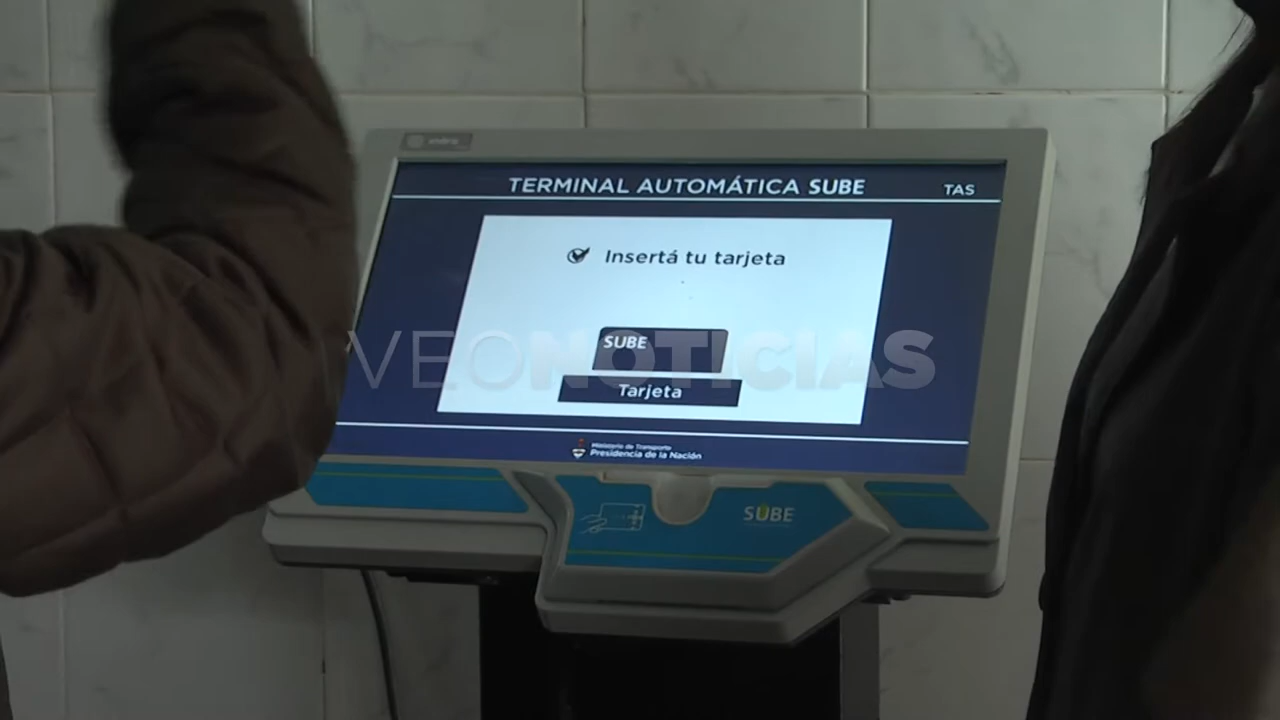 TERMINAL AUTOMÁTICA SUBE
TAS
Insertá tu tarjeta
SUBE
VEONOTICIAS
Tarjeta
Ministerio de Transporte
Presidencia de la Nación
SUBE